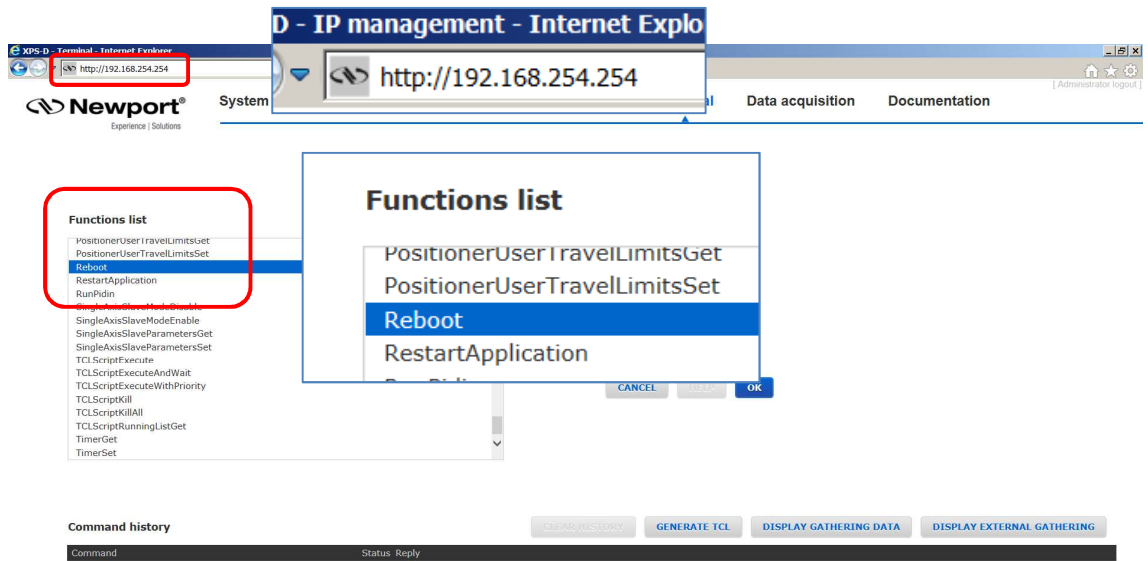 D - IP management - Internet Explo
XPS-D - Terminal - Internet Explorer
http://192.168.254.254
http://192.168.254.254
[ Administrator logout ]
Newport®
Experience | Solutions
System
Data acquisition
Documentation
Functions list
PositionerUserTravelLimitsGet
PositionerUserTravelLimitsSet
Reboot
RestartApplication
RunPidin
SingleAxisSlaveModeDisable
SingleAxisSlaveModeEnable
SingleAxisSlaveParametersGet
SingleAxisSlaveParametersSet
TCLScriptExecute
TCLScriptExecuteAndWait
TCLScriptExecuteWithPriority
TCLScriptKill
TCLScriptKillAll
TCLScriptRunningListGet
TimerGet
TimerSet
Functions list
PositionerUserTravelLimitsGet
PositionerUserTravelLimitsSet
Reboot
RestartApplication
CANCEL
OK
Command history
CLEAR HISTORY
GENERATE TCL
DISPLAY GATHERING DATA
DISPLAY EXTERNAL GATHERING
Command
Status Reply